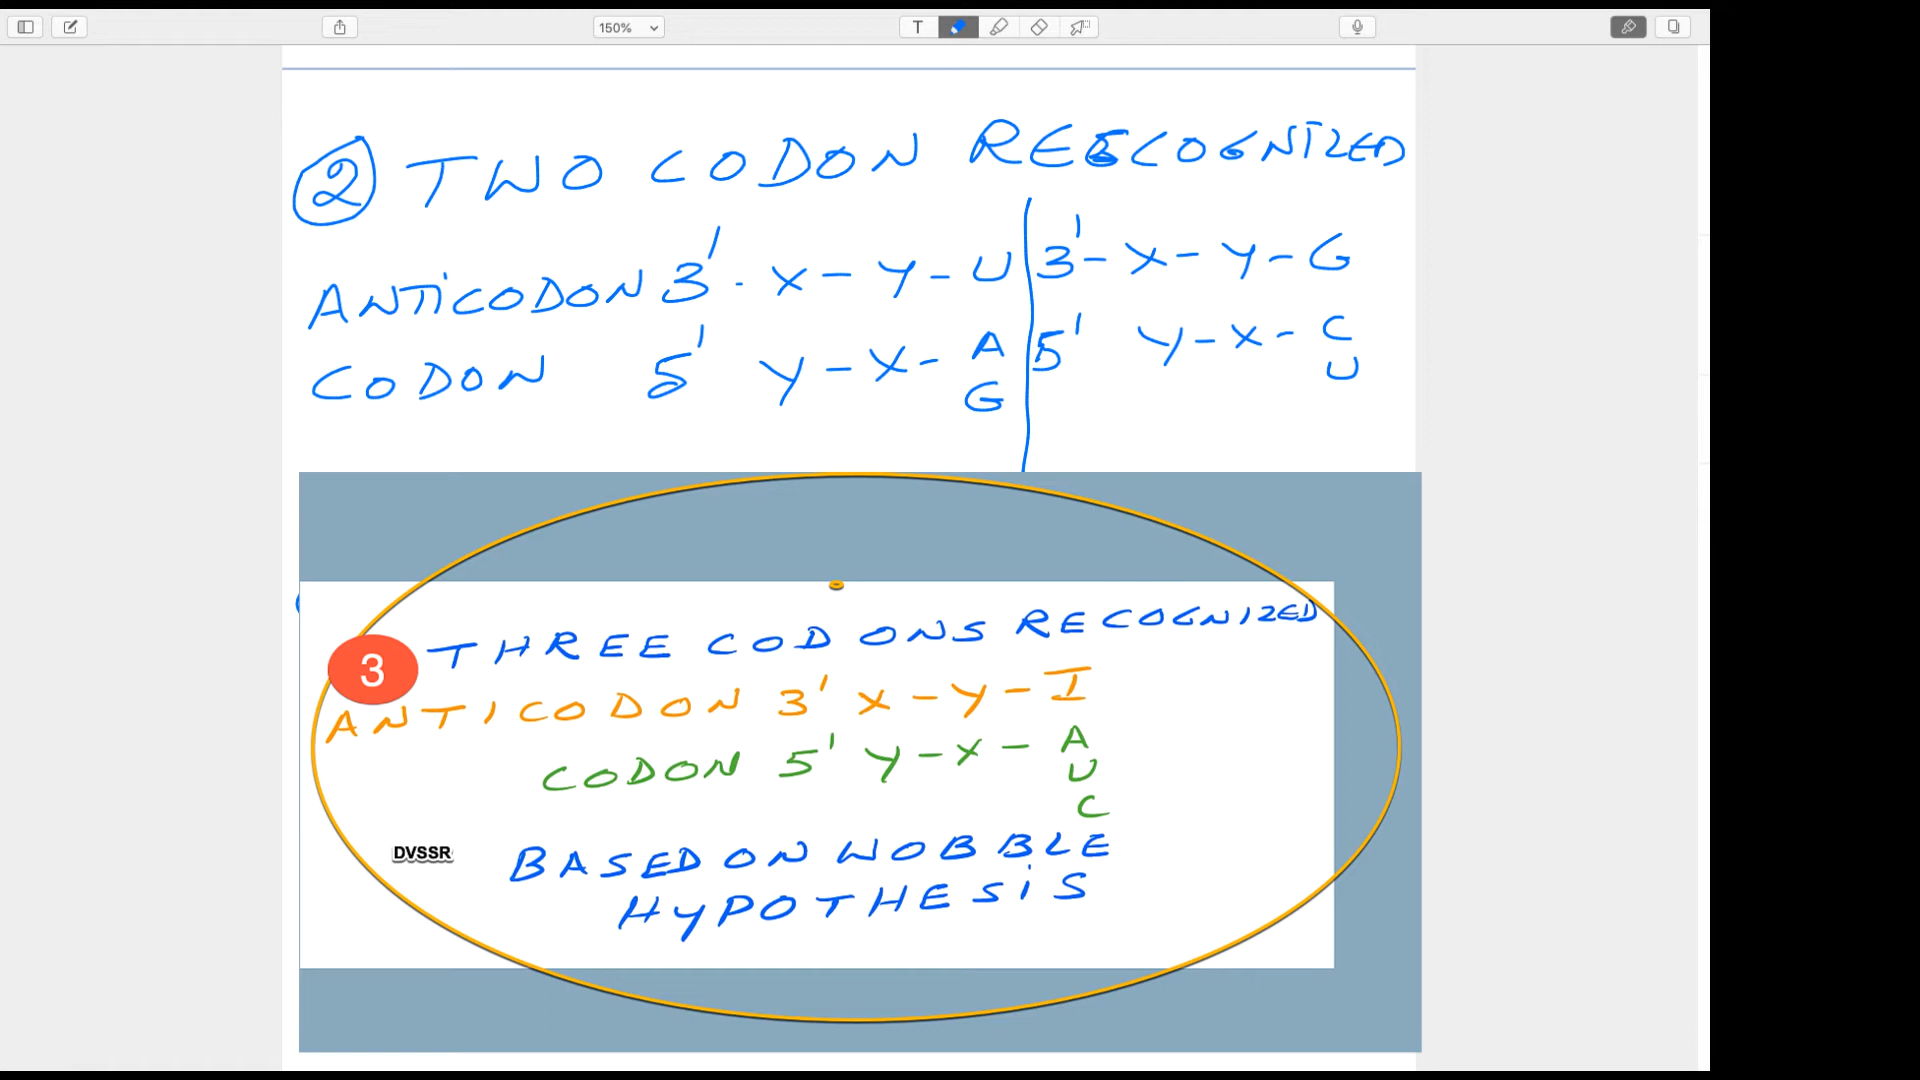 150%
T
② TWO CODON REECOGNIZED
ANTICODON 3' - X - Y - U 3' - X - Y - G
CODON 5' Y - X - A 5' Y - X - C
G U
3 THREE CODONS RECOGNIZED
ANTICODON 3' X - Y - I
CODON 5' Y - X - A
U
C
DVSSR BASED ON WOBBLE
HYPOTHESIS